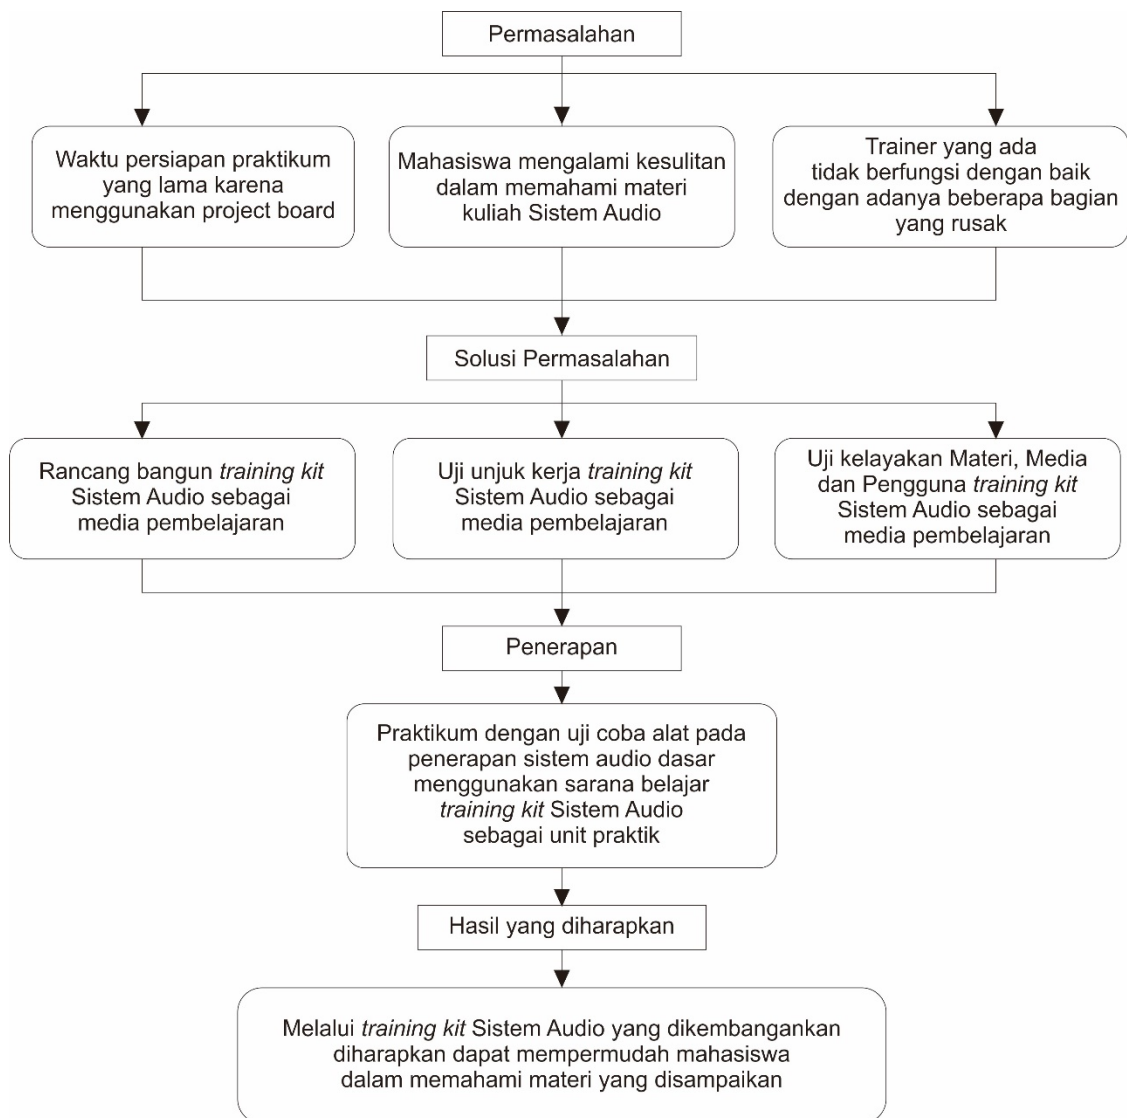 Permasalahan
Waktu persiapan praktikum
yang lama karena
menggunakan project board
Mahasiswa mengalami kesulitan
dalam memahami materi
kuliah Sistem Audio
Trainer yang ada
tidak berfungsi dengan baik
dengan adanya beberapa bagian
yang rusak
Solusi Permasalahan
Rancang bangun training kit
Sistem Audio sebagai
media pembelajaran
Uji unjuk kerja training kit
Sistem Audio sebagai
media pembelajaran
Uji kelayakan Materi, Media
dan Pengguna training kit
Sistem Audio sebagai
media pembelajaran
Penerapan
Praktikum dengan uji coba alat pada
penerapan sistem audio dasar
menggunakan sarana belajar
training kit Sistem Audio
sebagai unit praktik
Hasil yang diharapkan
Melalui training kit Sistem Audio yang dikembangankan
diharapkan dapat mempermudah mahasiswa
dalam memahami materi yang disampaikan